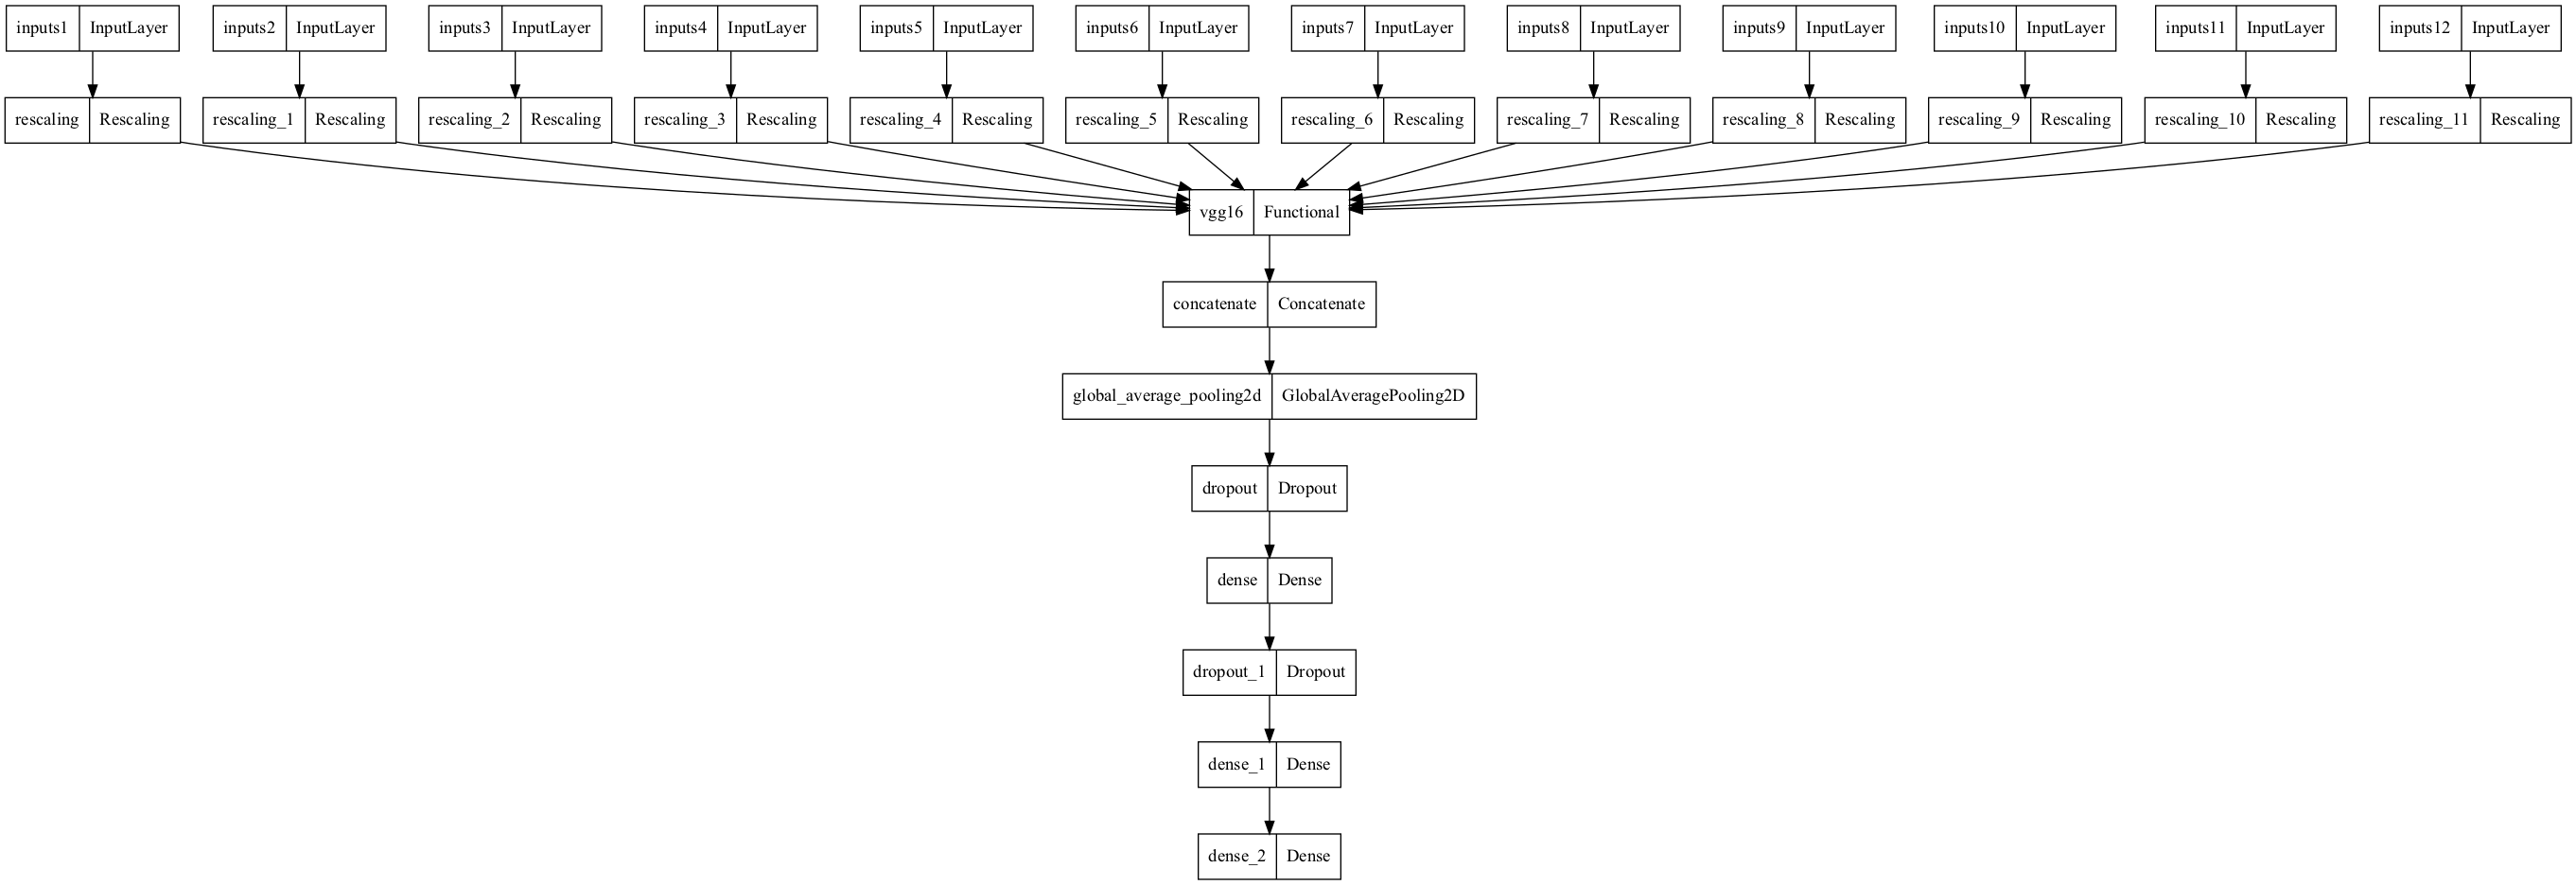 inputs1 InputLayer inputs2 InputLayer inputs3 InputLayer inputs4 InputLayer inputs5 InputLayer inputs6 InputLayer inputs7 InputLayer inputs8 InputLayer inputs9 InputLayer inputs10 InputLayer inputs11 InputLayer inputs12 InputLayer
rescaling Rescaling rescaling_1 Rescaling rescaling_2 Rescaling rescaling_3 Rescaling rescaling_4 Rescaling rescaling_5 Rescaling rescaling_6 Rescaling rescaling_7 Rescaling rescaling_8 Rescaling rescaling_9 Rescaling rescaling_10 Rescaling rescaling_11 Rescaling
vgg16 Functional
concatenate Concatenate
global_average_pooling2d GlobalAveragePooling2D
dropout Dropout
dense Dense
dropout_1 Dropout
dense_1 Dense
dense_2 Dense